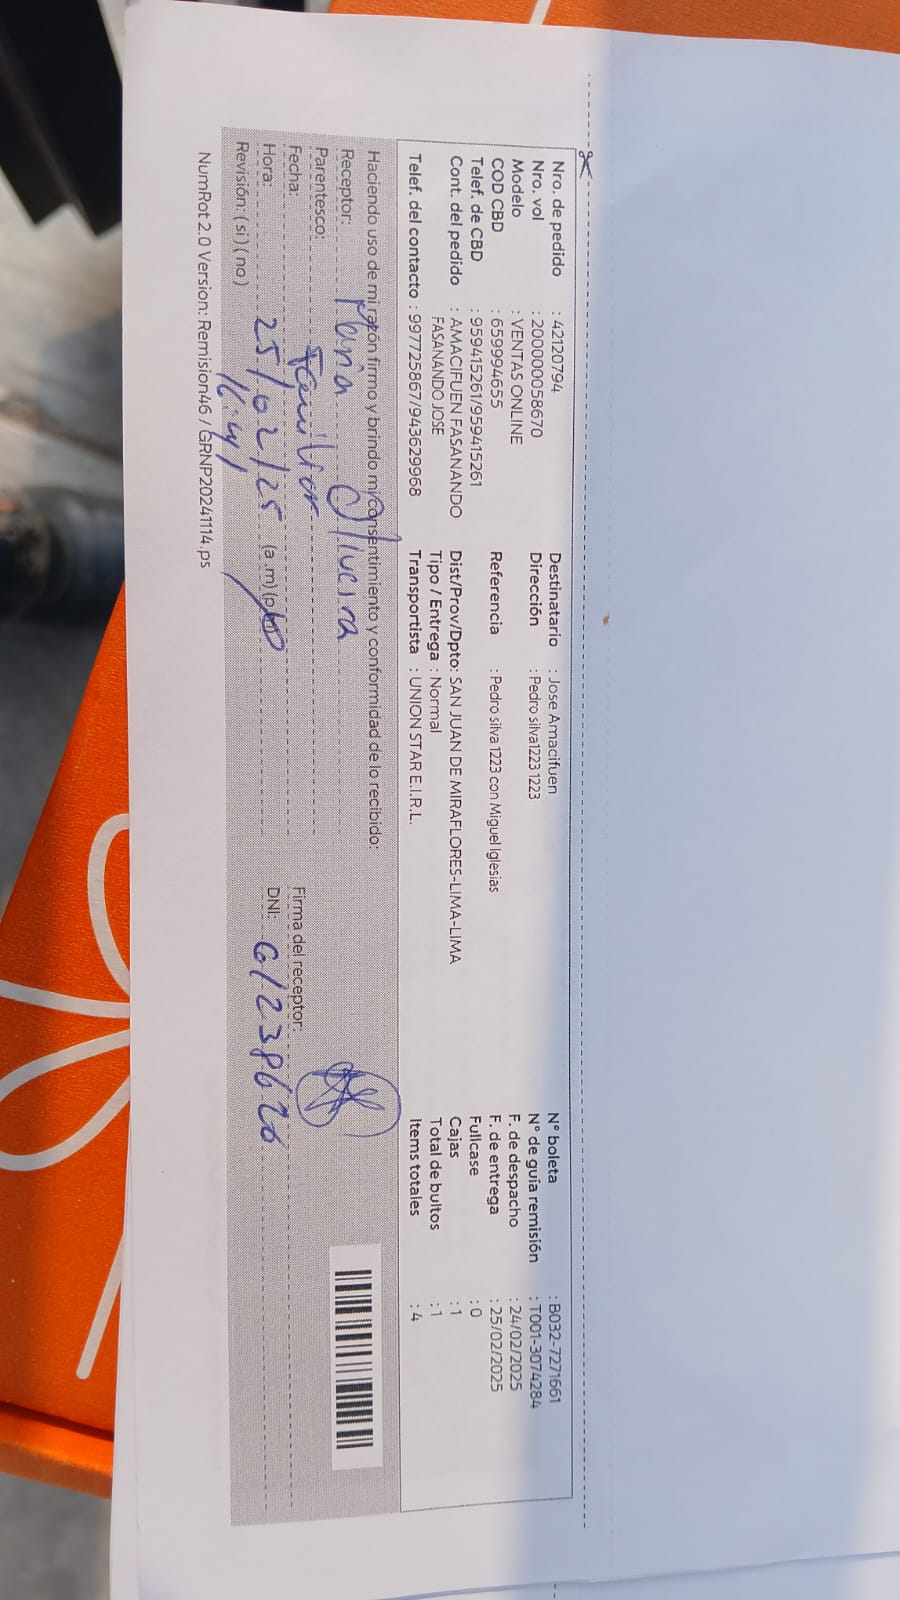 Nro. de pedido : 42120794
Nro. vol : 200000058670
Modelo : VENTAS ONLINE
COD CBD : 659994655
Telef. de CBD : 959415261/959415261
Cont. del pedido : AMACIFUEN FASANANDO
FASANANDO JOSE
Telef. del contacto : 997725867/943629968
Destinatario : Jose Amacifuen
Dirección : Pedro silva1223 1223
Referencia : Pedro silva 1223 con Miguel Iglesias
Dist/Prov/Dpto: SAN JUAN DE MIRAFLORES-LIMA-LIMA
Tipo / Entrega : Normal
Transportista : UNION STAR E.I.R.L.
N° boleta : B032-7271661
N° de guia remisión : T001-3074284
F. de despacho : 24/02/2025
F. de entrega : 25/02/2025
Fullcase : 0
Cajas : 1
Total de bultos : 1
Items totales : 4
Haciendo uso de mi razón firmo y brindo mi consentimiento y conformidad de lo recibido:
Receptor: Maria Olueira
Parentesco: Familiar
Fecha: 25/02/25
Hora: 16:41 (a.m)(p.m)
Revisión: (si)(no)
Firma del receptor:
DNI: 61238620
NumRot 2.0 Version: Remision46 / GRNP20241114.ps